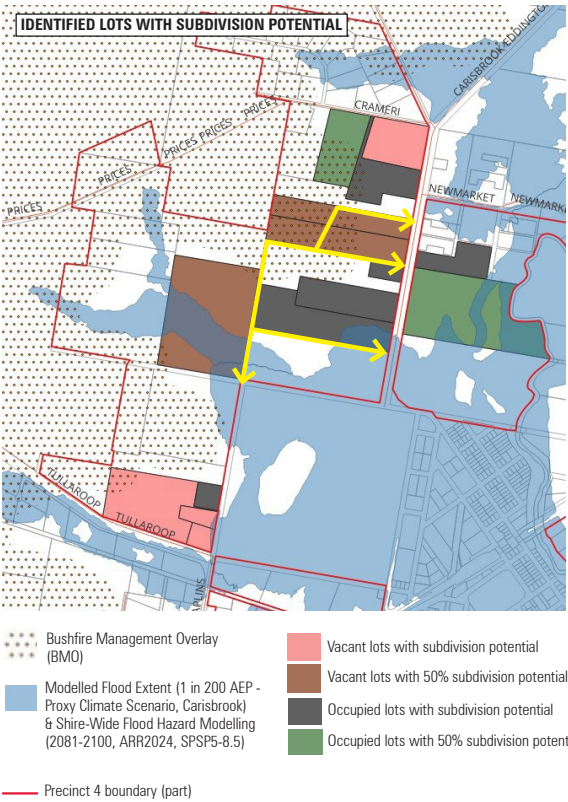 IDENTIFIED LOTS WITH SUBDIVISION POTENTIAL
CARISBROOK EDDINGTO
CRAMERI
PRICES
PRICES
PRICES
PRICES
PRICES
NEWMARKET
NEWMARKE
TULLAROOP
TULLAROOP
APLINS
Bushfire Management Overlay
(BMO)
Modelled Flood Extent (1 in 200 AEP -
Proxy Climate Scenario, Carisbrook)
& Shire-Wide Flood Hazard Modelling
(2081-2100, ARR2024, SPSP5-8.5)
Precinct 4 boundary (part)
Vacant lots with subdivision potential
Vacant lots with 50% subdivision potential
Occupied lots with subdivision potential
Occupied lots with 50% subdivision potent